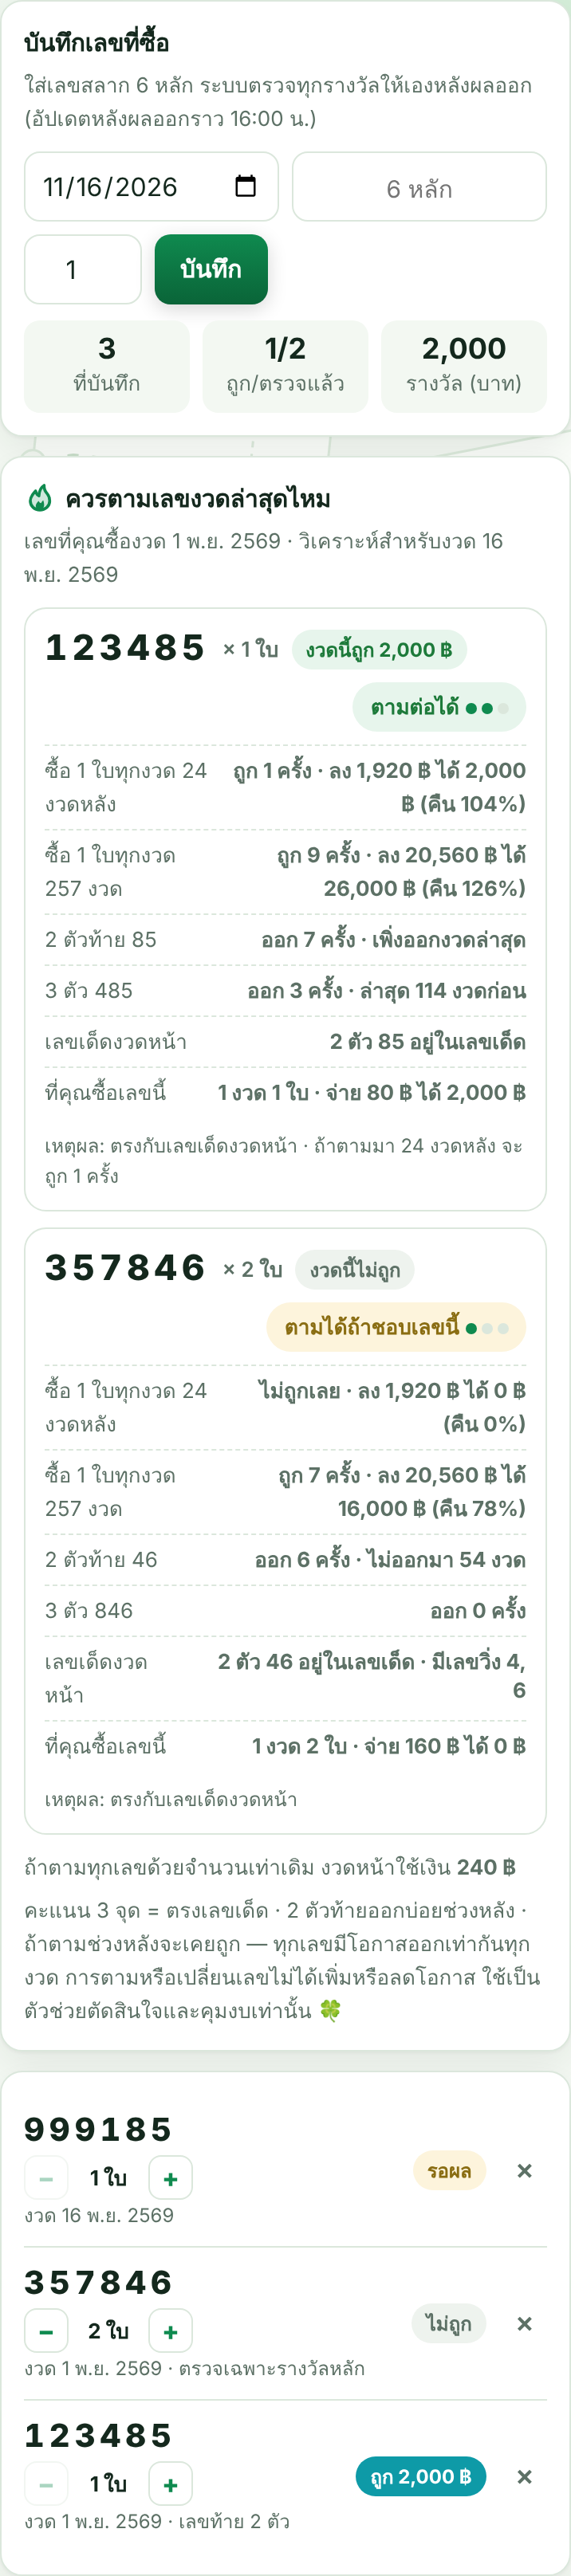 บันทึกเลขที่ซื้อ
ใส่เลขสลาก 6 หลัก ระบบตรวจทุกรางวัลให้เองหลังผลออก
(อัปเดตหลังผลออกราว 16:00 น.)
11/16/2026
6 หลัก
1
บันทึก
3
ที่บันทึก
1/2
ถูก/ตรวจแล้ว
2,000
รางวัล (บาท)
ควรตามเลขงวดล่าสุดไหม
เลขที่คุณซื้องวด 1 พ.ย. 2569 · วิเคราะห์สำหรับงวด 16
พ.ย. 2569
123485 × 1 ใบ งวดนี้ถูก 2,000 ฿
ตามต่อได้
ซื้อ 1 ใบทุกงวด 24
งวดหลัง
ถูก 1 ครั้ง · ลง 1,920 ฿ ได้ 2,000
฿ (คืน 104%)
ซื้อ 1 ใบทุกงวด
257 งวด
ถูก 9 ครั้ง · ลง 20,560 ฿ ได้
26,000 ฿ (คืน 126%)
2 ตัวท้าย 85
ออก 7 ครั้ง · เพิ่งออกงวดล่าสุด
3 ตัว 485
ออก 3 ครั้ง · ล่าสุด 114 งวดก่อน
เลขเด็ดงวดหน้า
2 ตัว 85 อยู่ในเลขเด็ด
ที่คุณซื้อเลขนี้
1 งวด 1 ใบ · จ่าย 80 ฿ ได้ 2,000 ฿
เหตุผล: ตรงกับเลขเด็ดงวดหน้า · ถ้าตามมา 24 งวดหลัง จะ
ถูก 1 ครั้ง
357846 × 2 ใบ งวดนี้ไม่ถูก
ตามได้ถ้าชอบเลขนี้
ซื้อ 1 ใบทุกงวด 24
งวดหลัง
ไม่ถูกเลย · ลง 1,920 ฿ ได้ 0 ฿
(คืน 0%)
ซื้อ 1 ใบทุกงวด
257 งวด
ถูก 7 ครั้ง · ลง 20,560 ฿ ได้
16,000 ฿ (คืน 78%)
2 ตัวท้าย 46
ออก 6 ครั้ง · ไม่ออกมา 54 งวด
3 ตัว 846
ออก 0 ครั้ง
เลขเด็ดงวด
หน้า
2 ตัว 46 อยู่ในเลขเด็ด · มีเลขวิ่ง 4,
6
ที่คุณซื้อเลขนี้
1 งวด 2 ใบ · จ่าย 160 ฿ ได้ 0 ฿
เหตุผล: ตรงกับเลขเด็ดงวดหน้า
ถ้าตามทุกเลขด้วยจำนวนเท่าเดิม งวดหน้าใช้เงิน 240 ฿
คะแนน 3 จุด = ตรงเลขเด็ด · 2 ตัวท้ายออกบ่อยช่วงหลัง ·
ถ้าตามช่วงหลังจะเคยถูก — ทุกเลขมีโอกาสออกเท่ากันทุก
งวด การตามหรือเปลี่ยนเลขไม่ได้เพิ่มหรือลดโอกาส ใช้เป็น
ตัวช่วยตัดสินใจและคุมงบเท่านั้น 🍀
999185
− 1 ใบ +
งวด 16 พ.ย. 2569
รอผล ×
357846
− 2 ใบ +
งวด 1 พ.ย. 2569 · ตรวจเฉพาะรางวัลหลัก
ไม่ถูก ×
123485
− 1 ใบ +
งวด 1 พ.ย. 2569 · เลขท้าย 2 ตัว
ถูก 2,000 ฿ ×